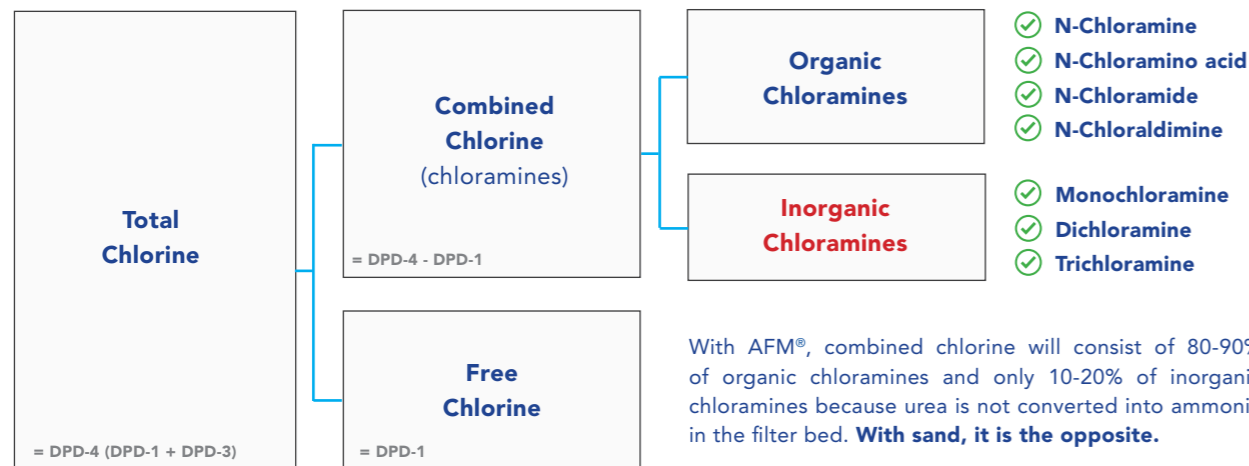 Total
Chlorine
= DPD-4 (DPD-1 + DPD-3)
Combined
Chlorine
(chloramines)
= DPD-4 - DPD-1
Free
Chlorine
= DPD-1
Organic
Chloramines
N-Chloramine
N-Chloramino acid
N-Chloramide
N-Chloraldimine
Inorganic
Chloramines
Monochloramine
Dichloramine
Trichloramine
With AFM®, combined chlorine will consist of 80-90%
of organic chloramines and only 10-20% of inorgani
chloramines because urea is not converted into ammoni
in the filter bed. With sand, it is the opposite.